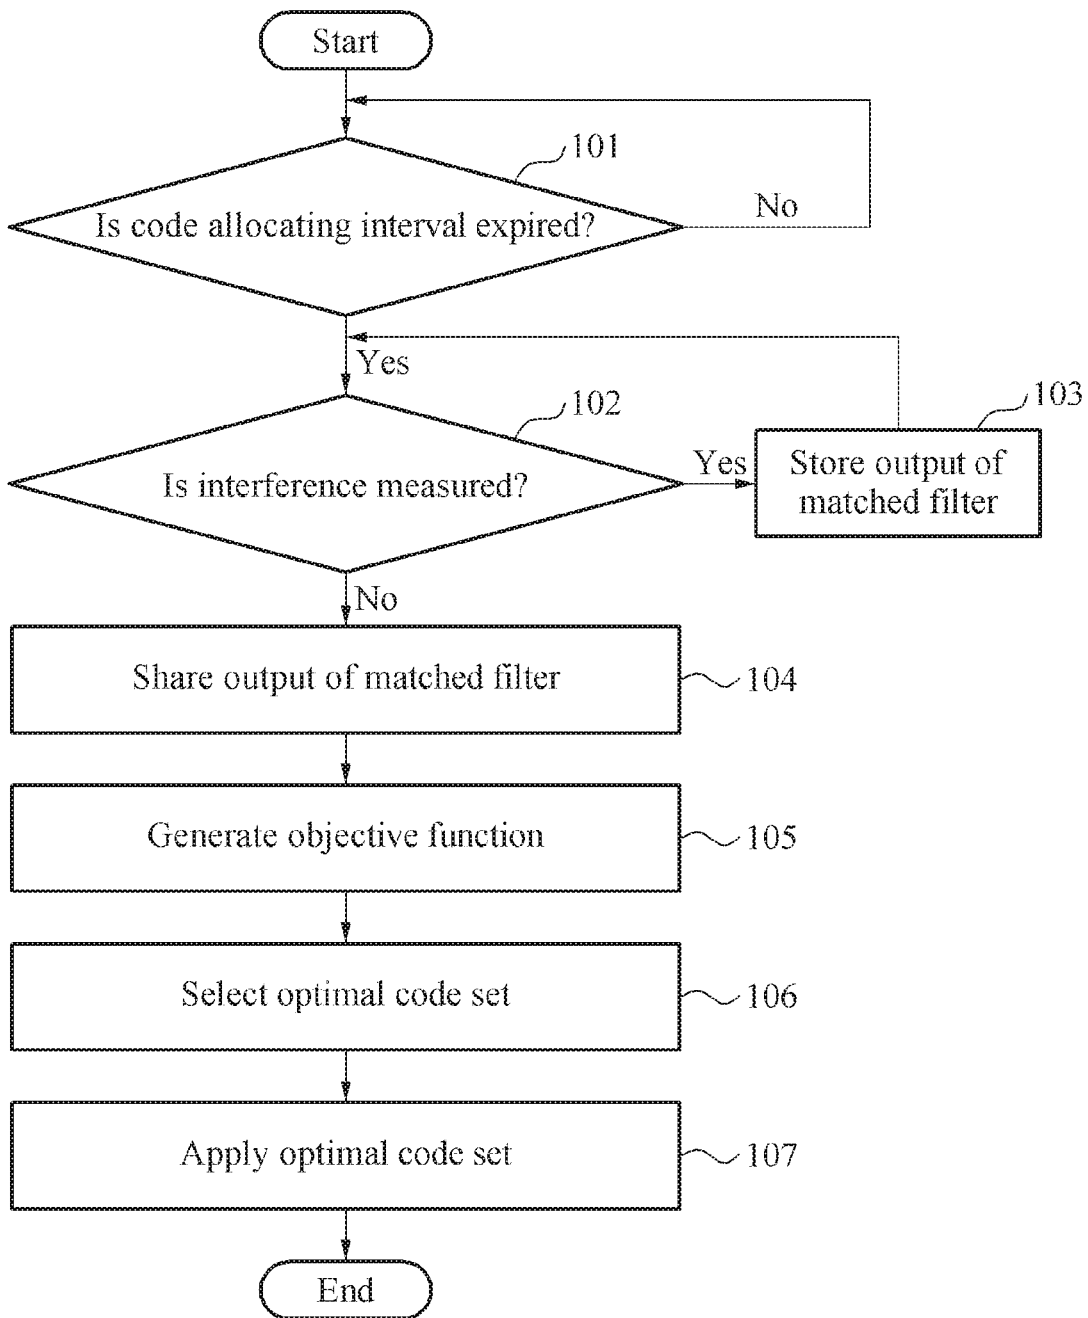 Start
101
Is code allocating interval expired?
No
Yes
102
103
Is interference measured?
Yes
Store output of
matched filter
No
Share output of matched filter
104
Generate objective function
105
Select optimal code set
106
Apply optimal code set
107
End